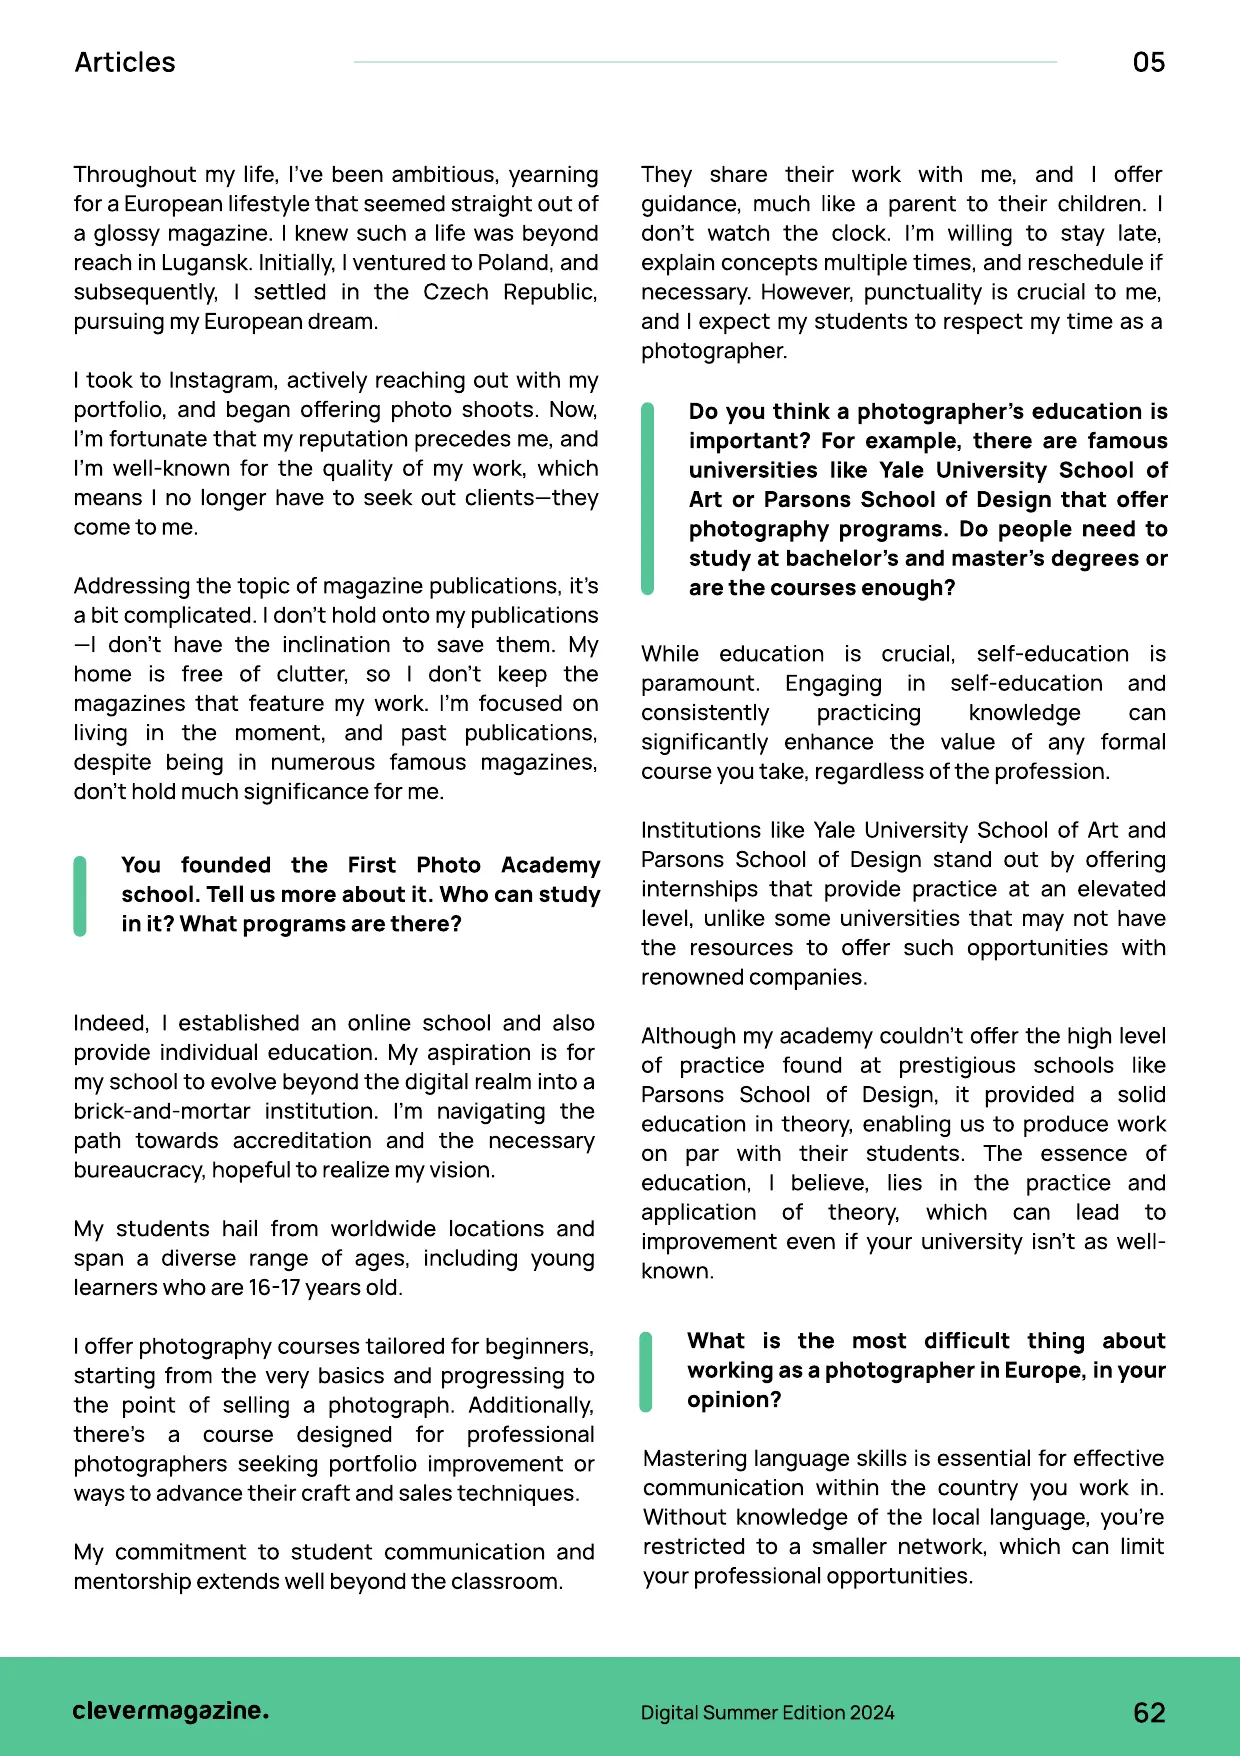 Articles
05
Throughout my life, I've been ambitious, yearning
for a European lifestyle that seemed straight out of
a glossy magazine. I knew such a life was beyond
reach in Lugansk. Initially, I ventured to Poland, and
subsequently, I settled in the Czech Republic,
pursuing my European dream.
I took to Instagram, actively reaching out with my
portfolio, and began offering photo shoots. Now,
I'm fortunate that my reputation precedes me, and
I'm well-known for the quality of my work, which
means I no longer have to seek out clients—they
come to me.
Addressing the topic of magazine publications, it's
a bit complicated. I don't hold onto my publications
—I don't have the inclination to save them. My
home is free of clutter, so I don't keep the
magazines that feature my work. I'm focused on
living in the moment, and past publications,
despite being in numerous famous magazines,
don't hold much significance for me.
You founded the First Photo Academy
school. Tell us more about it. Who can study
in it? What programs are there?
Indeed, I established an online school and also
provide individual education. My aspiration is for
my school to evolve beyond the digital realm into a
brick-and-mortar institution. I'm navigating the
path towards accreditation and the necessary
bureaucracy, hopeful to realize my vision.
My students hail from worldwide locations and
span a diverse range of ages, including young
learners who are 16-17 years old.
I offer photography courses tailored for beginners,
starting from the very basics and progressing to
the point of selling a photograph. Additionally,
there's a course designed for professional
photographers seeking portfolio improvement or
ways to advance their craft and sales techniques.
My commitment to student communication and
mentorship extends well beyond the classroom.
They share their work with me, and I offer
guidance, much like a parent to their children. I
don't watch the clock. I'm willing to stay late,
explain concepts multiple times, and reschedule if
necessary. However, punctuality is crucial to me,
and I expect my students to respect my time as a
photographer.
Do you think a photographer's education is
important? For example, there are famous
universities like Yale University School of
Art or Parsons School of Design that offer
photography programs. Do people need to
study at bachelor's and master's degrees or
are the courses enough?
While education is crucial, self-education is
paramount. Engaging in self-education and
consistently practicing knowledge can
significantly enhance the value of any formal
course you take, regardless of the profession.
Institutions like Yale University School of Art and
Parsons School of Design stand out by offering
internships that provide practice at an elevated
level, unlike some universities that may not have
the resources to offer such opportunities with
renowned companies.
Although my academy couldn't offer the high level
of practice found at prestigious schools like
Parsons School of Design, it provided a solid
education in theory, enabling us to produce work
on par with their students. The essence of
education, I believe, lies in the practice and
application of theory, which can lead to
improvement even if your university isn't as well-
known.
What is the most difficult thing about
working as a photographer in Europe, in your
opinion?
Mastering language skills is essential for effective
communication within the country you work in.
Without knowledge of the local language, you're
restricted to a smaller network, which can limit
your professional opportunities.
clevermagazine.
Digital Summer Edition 2024
62